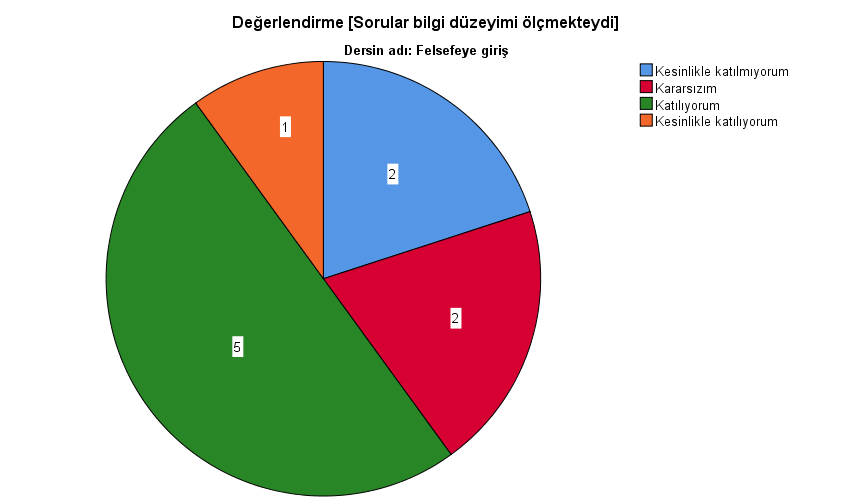 Değerlendirme [Sorular bilgi düzeyimi ölçmekteydi]
Dersin adı: Felsefeye giriş
Kesinlikle katılmıyorum
Kararsızım
Katılıyorum
Kesinlikle katılıyorum
1
2
2
5